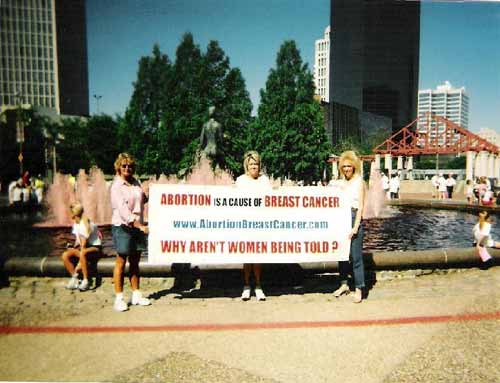 ABORTION IS A CAUSE OF BREAST CANCER
www.AbortionBreastCancer.com
WHY AREN'T WOMEN BEING TOLD ?